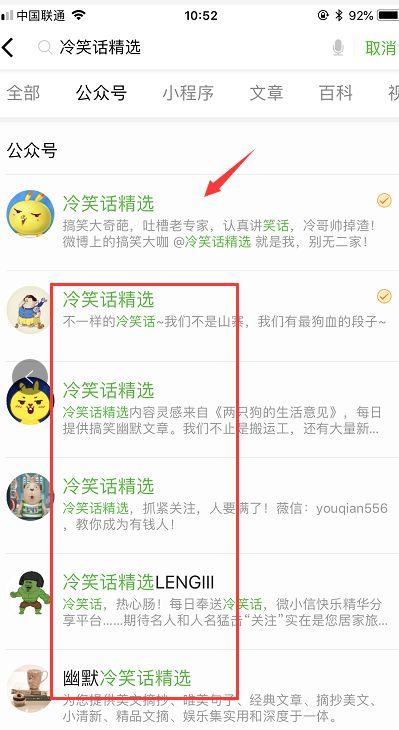 中国联通 10:52 92%
冷笑话精选 取消
全部 公众号 小程序 文章 百科
公众号
冷笑话精选
搞笑大奇葩，吐槽老专家，认真讲笑话，冷哥帅掉渣！
微博上的搞笑大咖 @冷笑话精选 就是我，别无二家！
冷笑话精选
不一样的冷笑话~我们不是山寨，我们有最狗血的段子~
冷笑话精选
冷笑话精选内容灵感来自《两只狗的生活意见》，每日
提供搞笑幽默文章。我们不止是搬运工，还有大量新...
冷笑话精选
冷笑话精选，抓紧关注，人要满了！薇信：youqian556
，教你成为有钱人！
冷笑话精选LENGIII
冷笑话，热心肠！每日奉送冷笑话，微小信快乐精华分
享平台......期待名人和人名猛击“关注”实在是您居家旅...
幽默冷笑话精选
为您提供美文摘抄、唯美句子、经典文章、摘抄美文、
小清新、精品文摘、娱乐集实用和深度于一体。